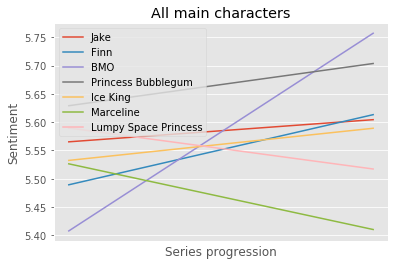 All main characters
Jake
Finn
BMO
Princess Bubblegum
Ice King
Marceline
Lumpy Space Princess
5.75
5.70
5.65
5.60
5.55
5.50
5.45
5.40
Sentiment
Series progression